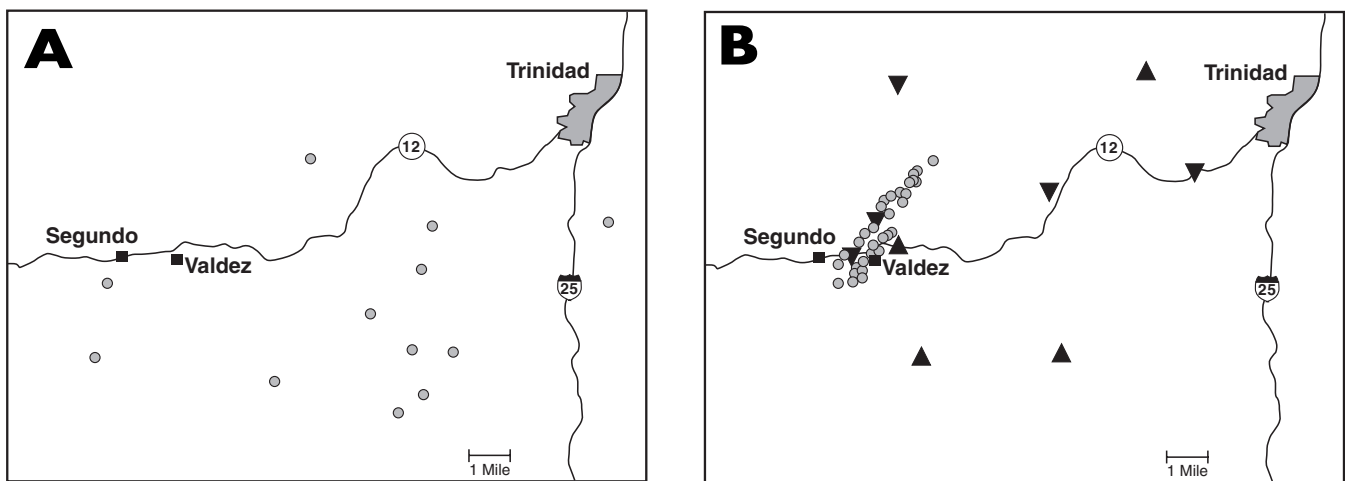 A
Trinidad
12
Segundo
Valdez
25
1 Mile
B
Trinidad
12
Segundo
Valdez
25
1 Mile